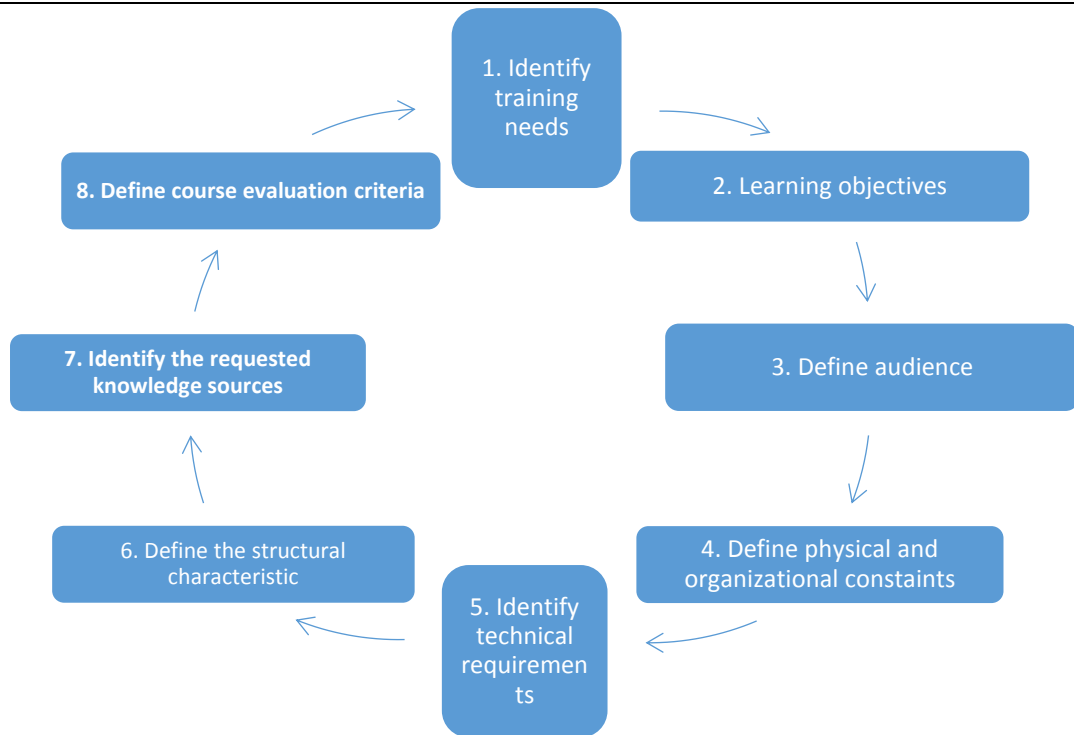 1. Identify
training
needs
2. Learning objectives
3. Define audience
4. Define physical and
organizational constaints
5. Identify
technical
requiremen
ts
6. Define the structural
characteristic
7. Identify the requested
knowledge sources
8. Define course evaluation criteria